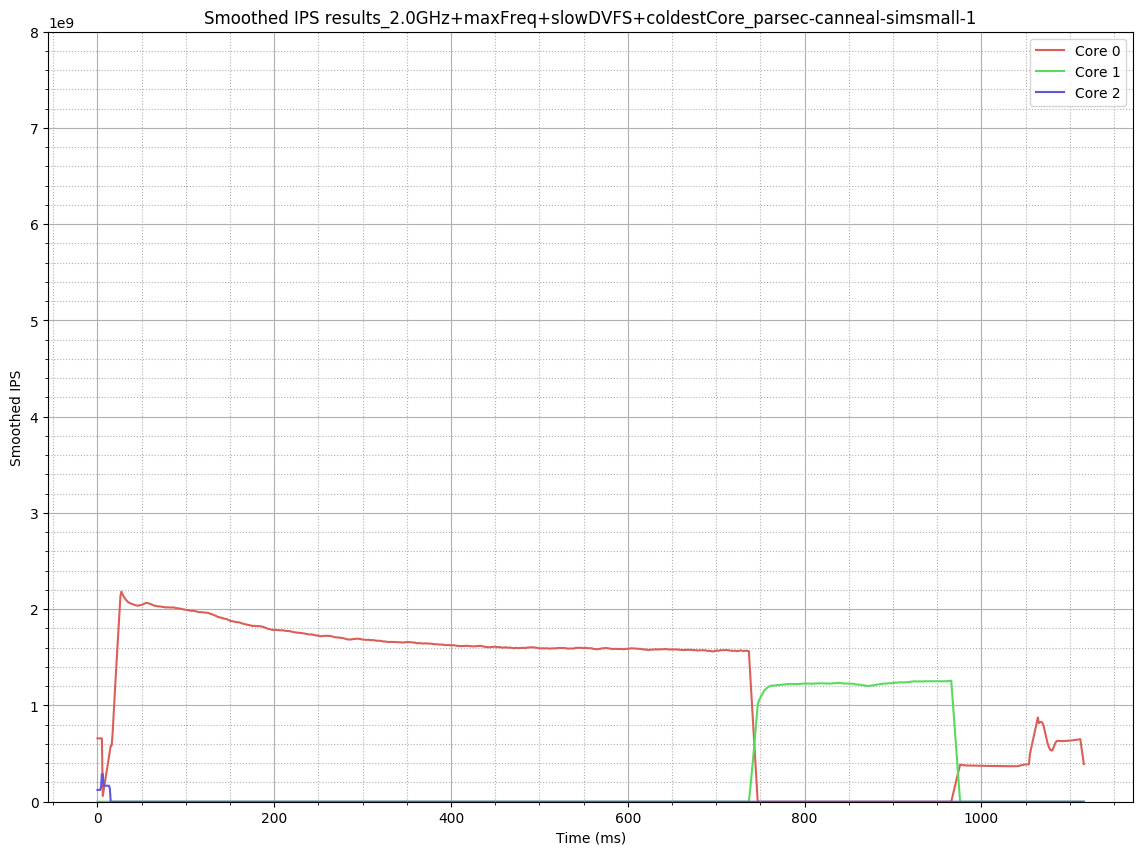 Smoothed IPS results_2.0GHz+maxFreq+slowDVFS+coldestCore_parsec-canneal-simsmall-1
1e9
Core 0
Core 1
Core 2
8
7
6
5
4
3
2
1
0
Smoothed IPS
0 200 400 600 800 1000
Time (ms)